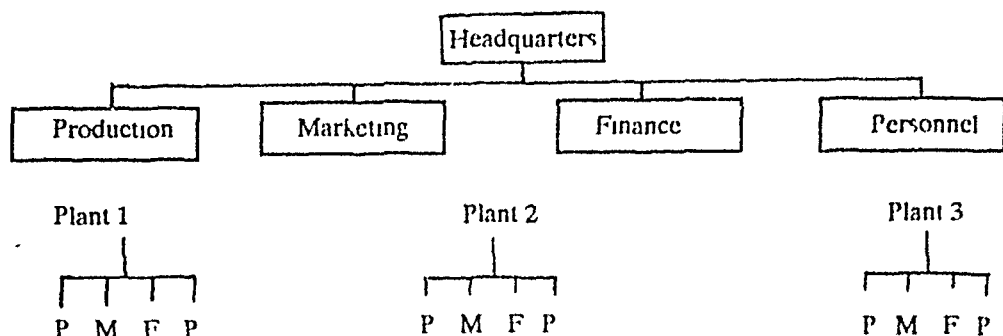 Headquarters
Production Marketing Finance Personnel
Plant 1 Plant 2 Plant 3
P M F P P M F P P M F P